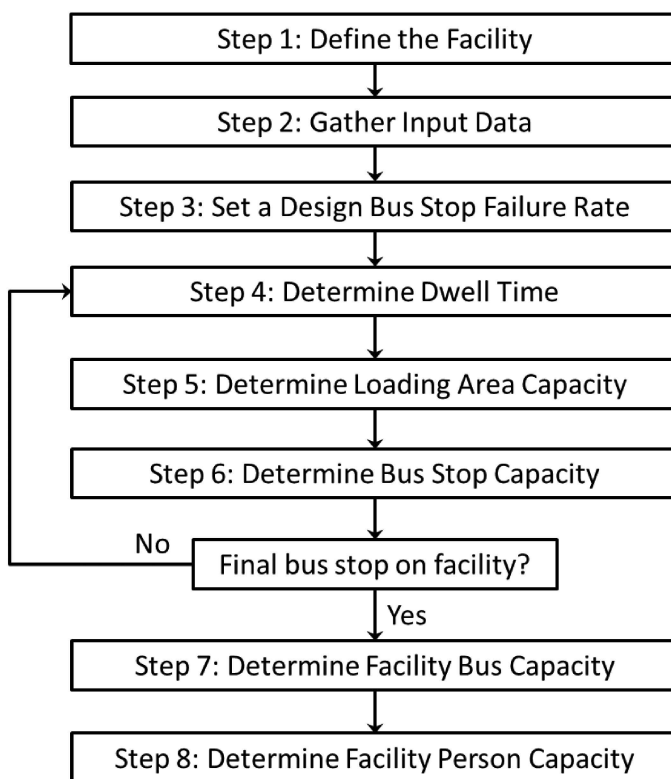 Step 1: Define the Facility
Step 2: Gather Input Data
Step 3: Set a Design Bus Stop Failure Rate
Step 4: Determine Dwell Time
Step 5: Determine Loading Area Capacity
Step 6: Determine Bus Stop Capacity
No
Final bus stop on facility?
Yes
Step 7: Determine Facility Bus Capacity
Step 8: Determine Facility Person Capacity